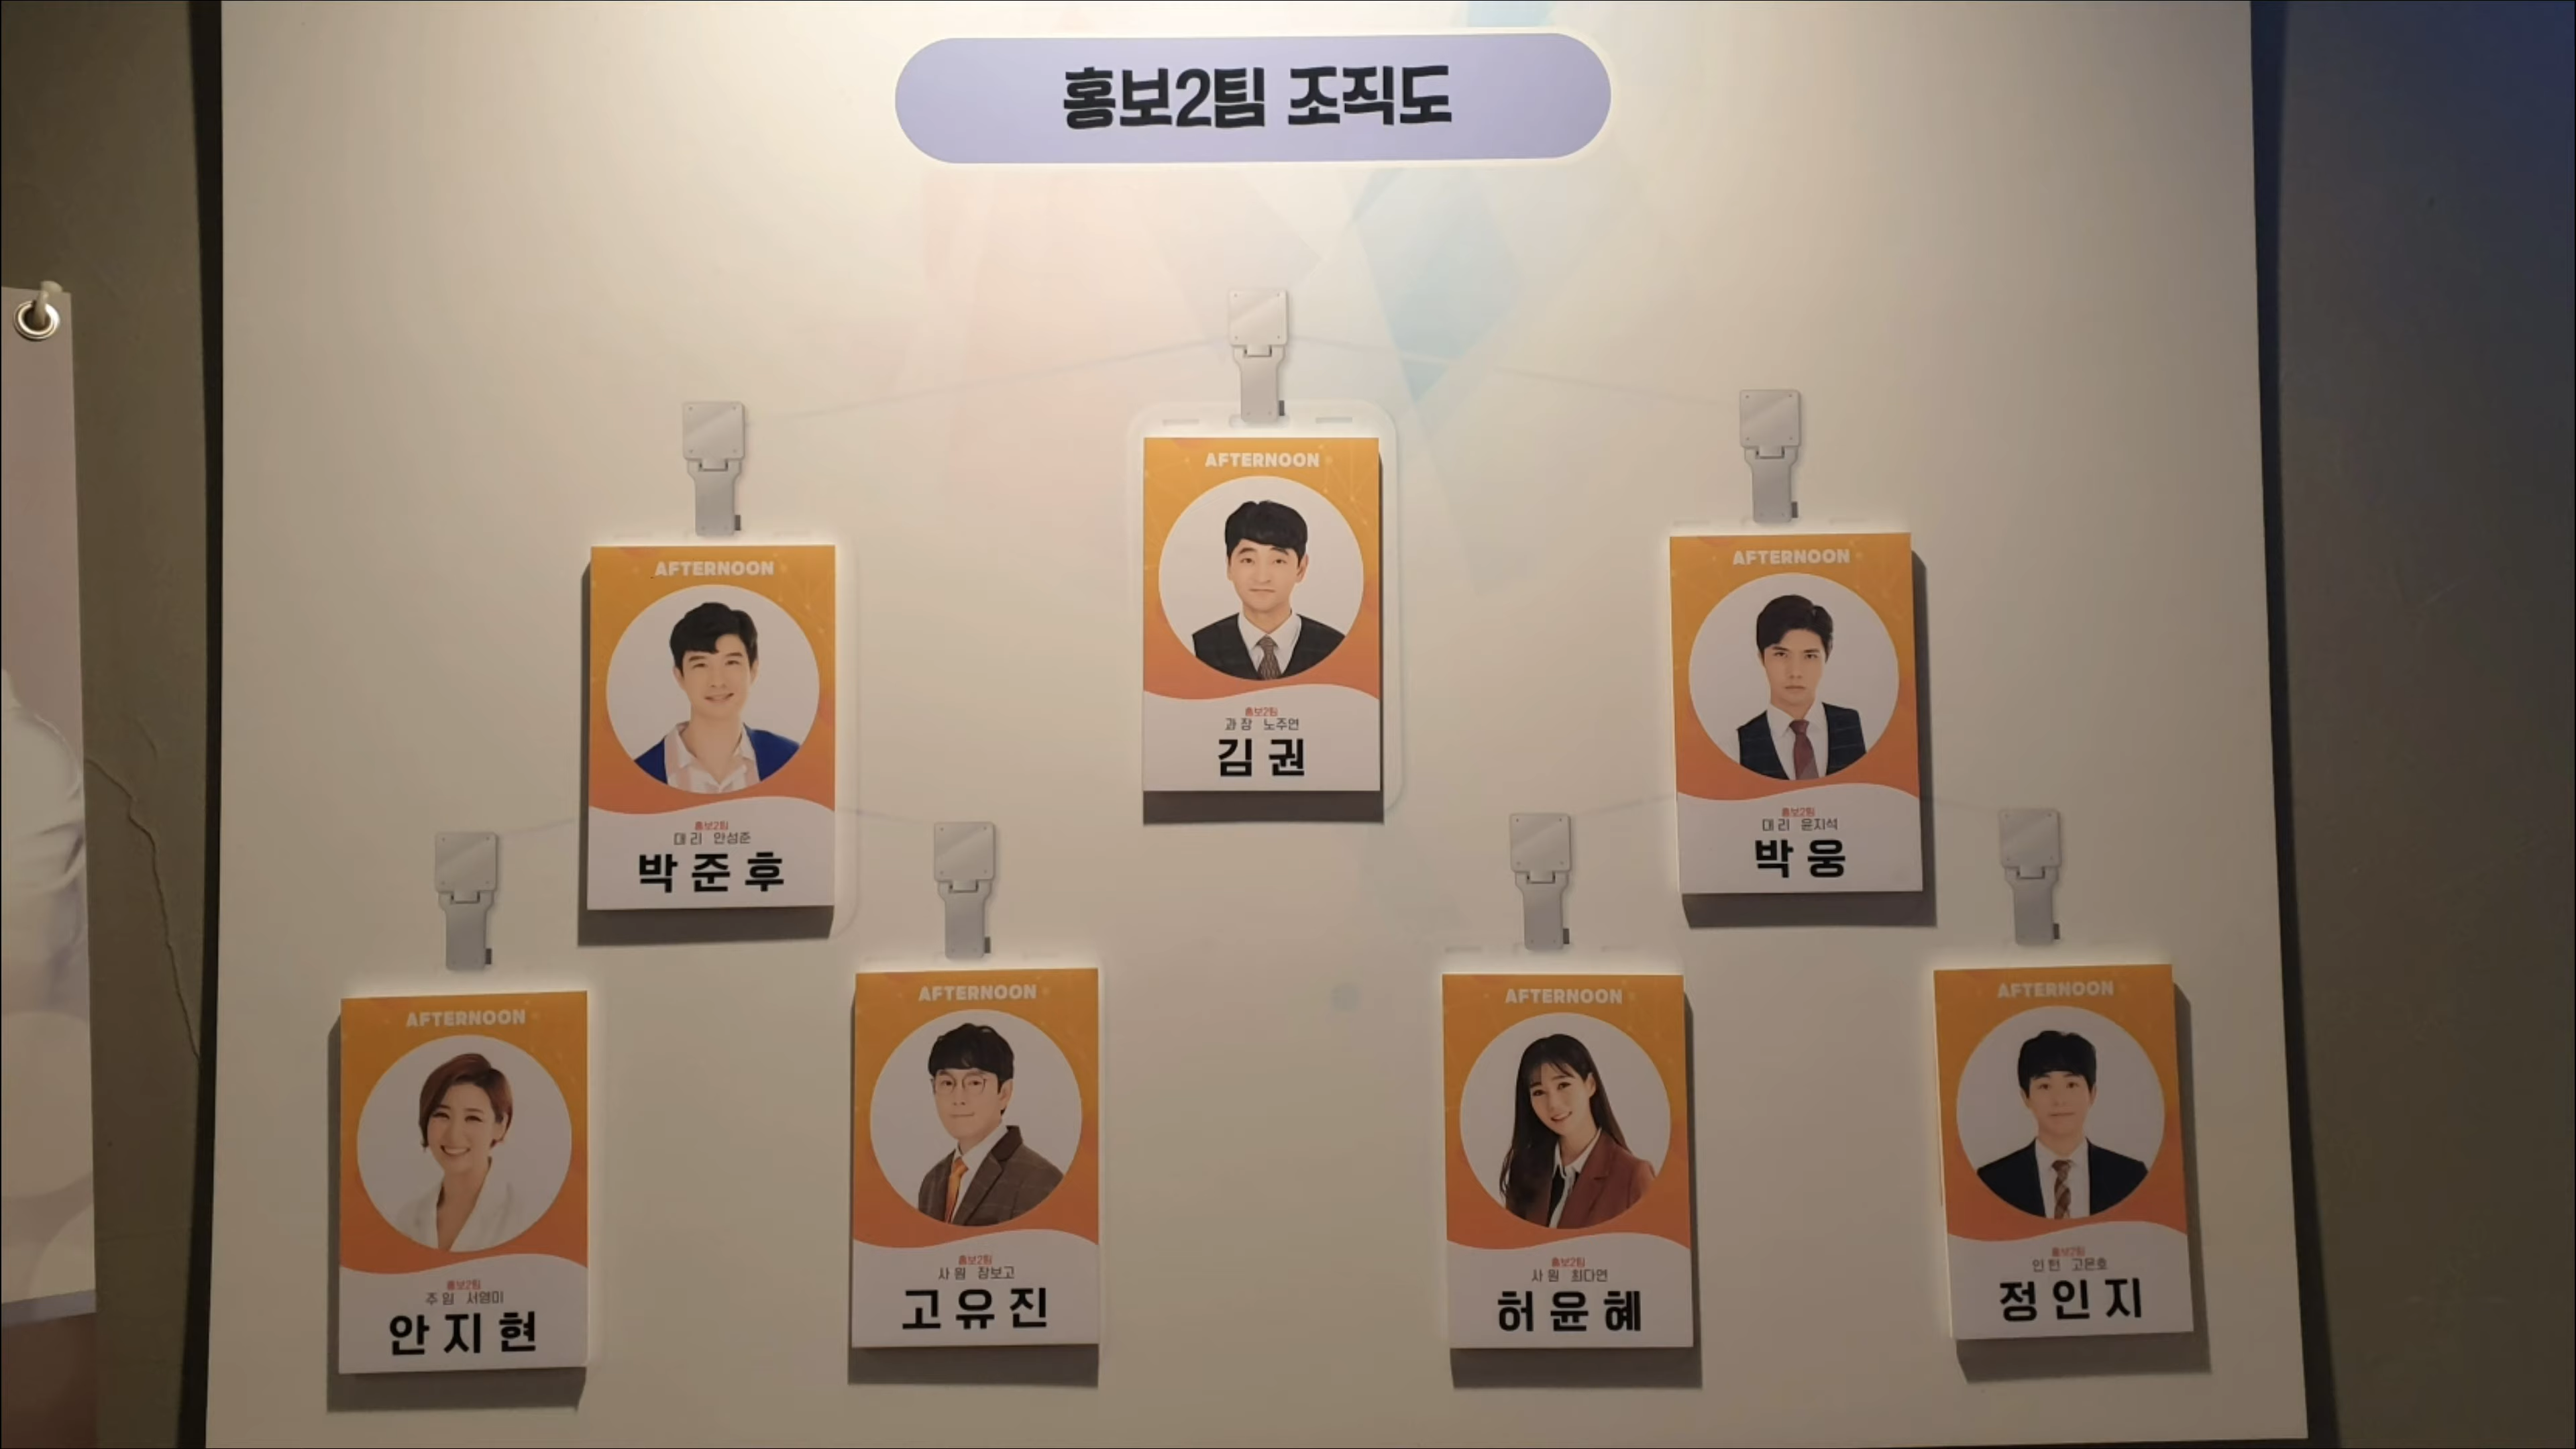 홍보2팀 조직도
AFTERNOON
홍보2팀
과장 노주연
김권
AFTERNOON
홍보2팀
대리 안성준
박준후
AFTERNOON
홍보2팀
대리 윤지석
박웅
AFTERNOON
홍보2팀
주임 서영미
안지현
AFTERNOON
홍보2팀
사원 장보고
고유진
AFTERNOON
홍보2팀
사원 최다연
허윤혜
AFTERNOON
홍보2팀
인턴 고은호
정인지